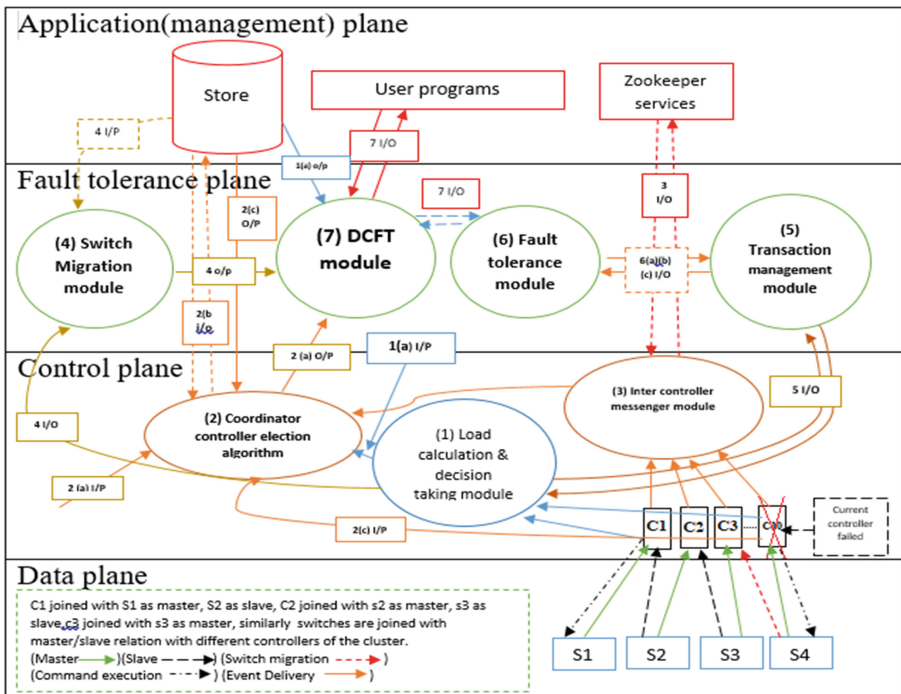 Application(management) plane
Store
User programs
Zookeeper
services
4 I/P
1(a) o/p
7 I/O
Fault tolerance plane
2(c)
O/P
7 I/O
3
I/O
(4) Switch
Migration
module
4 o/p
(7) DCFT
module
(6) Fault
tolerance
module
6(a)(b)
(c) I/O
(5)
Transaction
management
module
2(b
i/o
2 (a) O/P
1(a) I/P
Control plane
4 I/O
(2) Coordinator
controller election
algorithm
(1) Load
calculation &
decision
taking module
(3) Inter controller
messenger module
5 I/O
2 (a) I/P
2(c) I/P
C1
C2
C3
Current
controller
failed
Data plane
C1 joined with S1 as master, S2 as slave, C2 joined with s2 as master, s3 as
slave,c3 joined with s3 as master, similarly switches are joined with
master/slave relation with different controllers of the cluster.
(Master )(Slave ) (Switch migration )
(Command execution ) (Event Delivery )
S1
S2
S3
S4